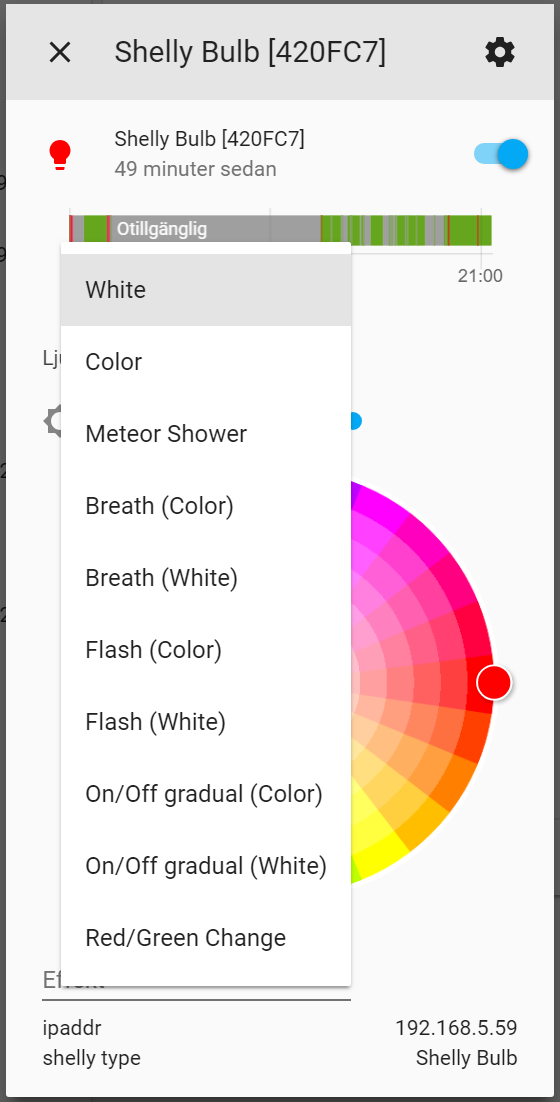 Shelly Bulb [420FC7]
Shelly Bulb [420FC7]
49 minuter sedan
Otillgänglig
21:00
White
Color
Meteor Shower
Breath (Color)
Breath (White)
Flash (Color)
Flash (White)
On/Off gradual (Color)
On/Off gradual (White)
Red/Green Change
Effekt
ipaddr 192.168.5.59
shelly type Shelly Bulb